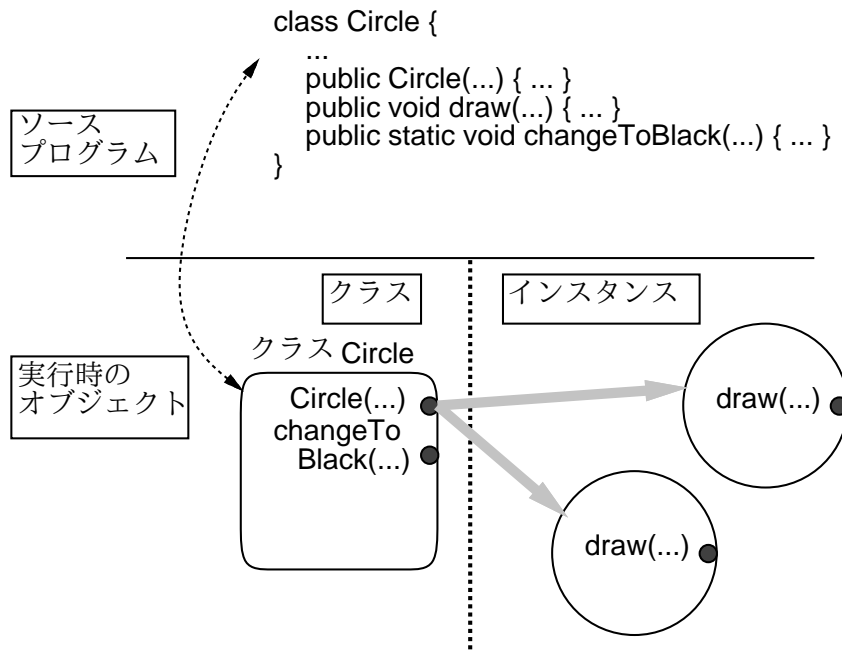 class Circle {
...
public Circle(...) { ... }
public void draw(...) { ... }
public static void changeToBlack(...) { ... }
}
ソース
プログラム
クラス
インスタンス
実行時の
オブジェクト
クラス Circle
Circle(...)
changeTo
Black(...)
draw(...)
draw(...)